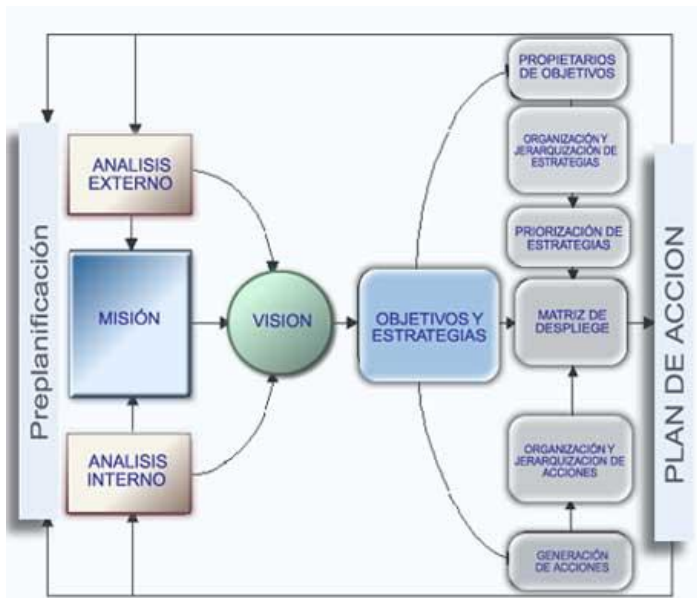 Preplanificación
ANALISIS
EXTERNO
MISIÓN
ANALISIS
INTERNO
VISION
OBJETIVOS Y
ESTRATEGIAS
PROPIETARIOS
DE OBJETIVOS
ORGANIZACIÓN Y
JERARQUIZACIÓN DE
ESTRATEGIAS
PRIORIZACIÓN DE
ESTRATEGIAS
MATRIZ DE
DESPLIEGE
ORGANIZACIÓN Y
JERARQUIZACION DE
ACCIONES
GENERACIÓN
DE ACCIONES
PLAN DE ACCION